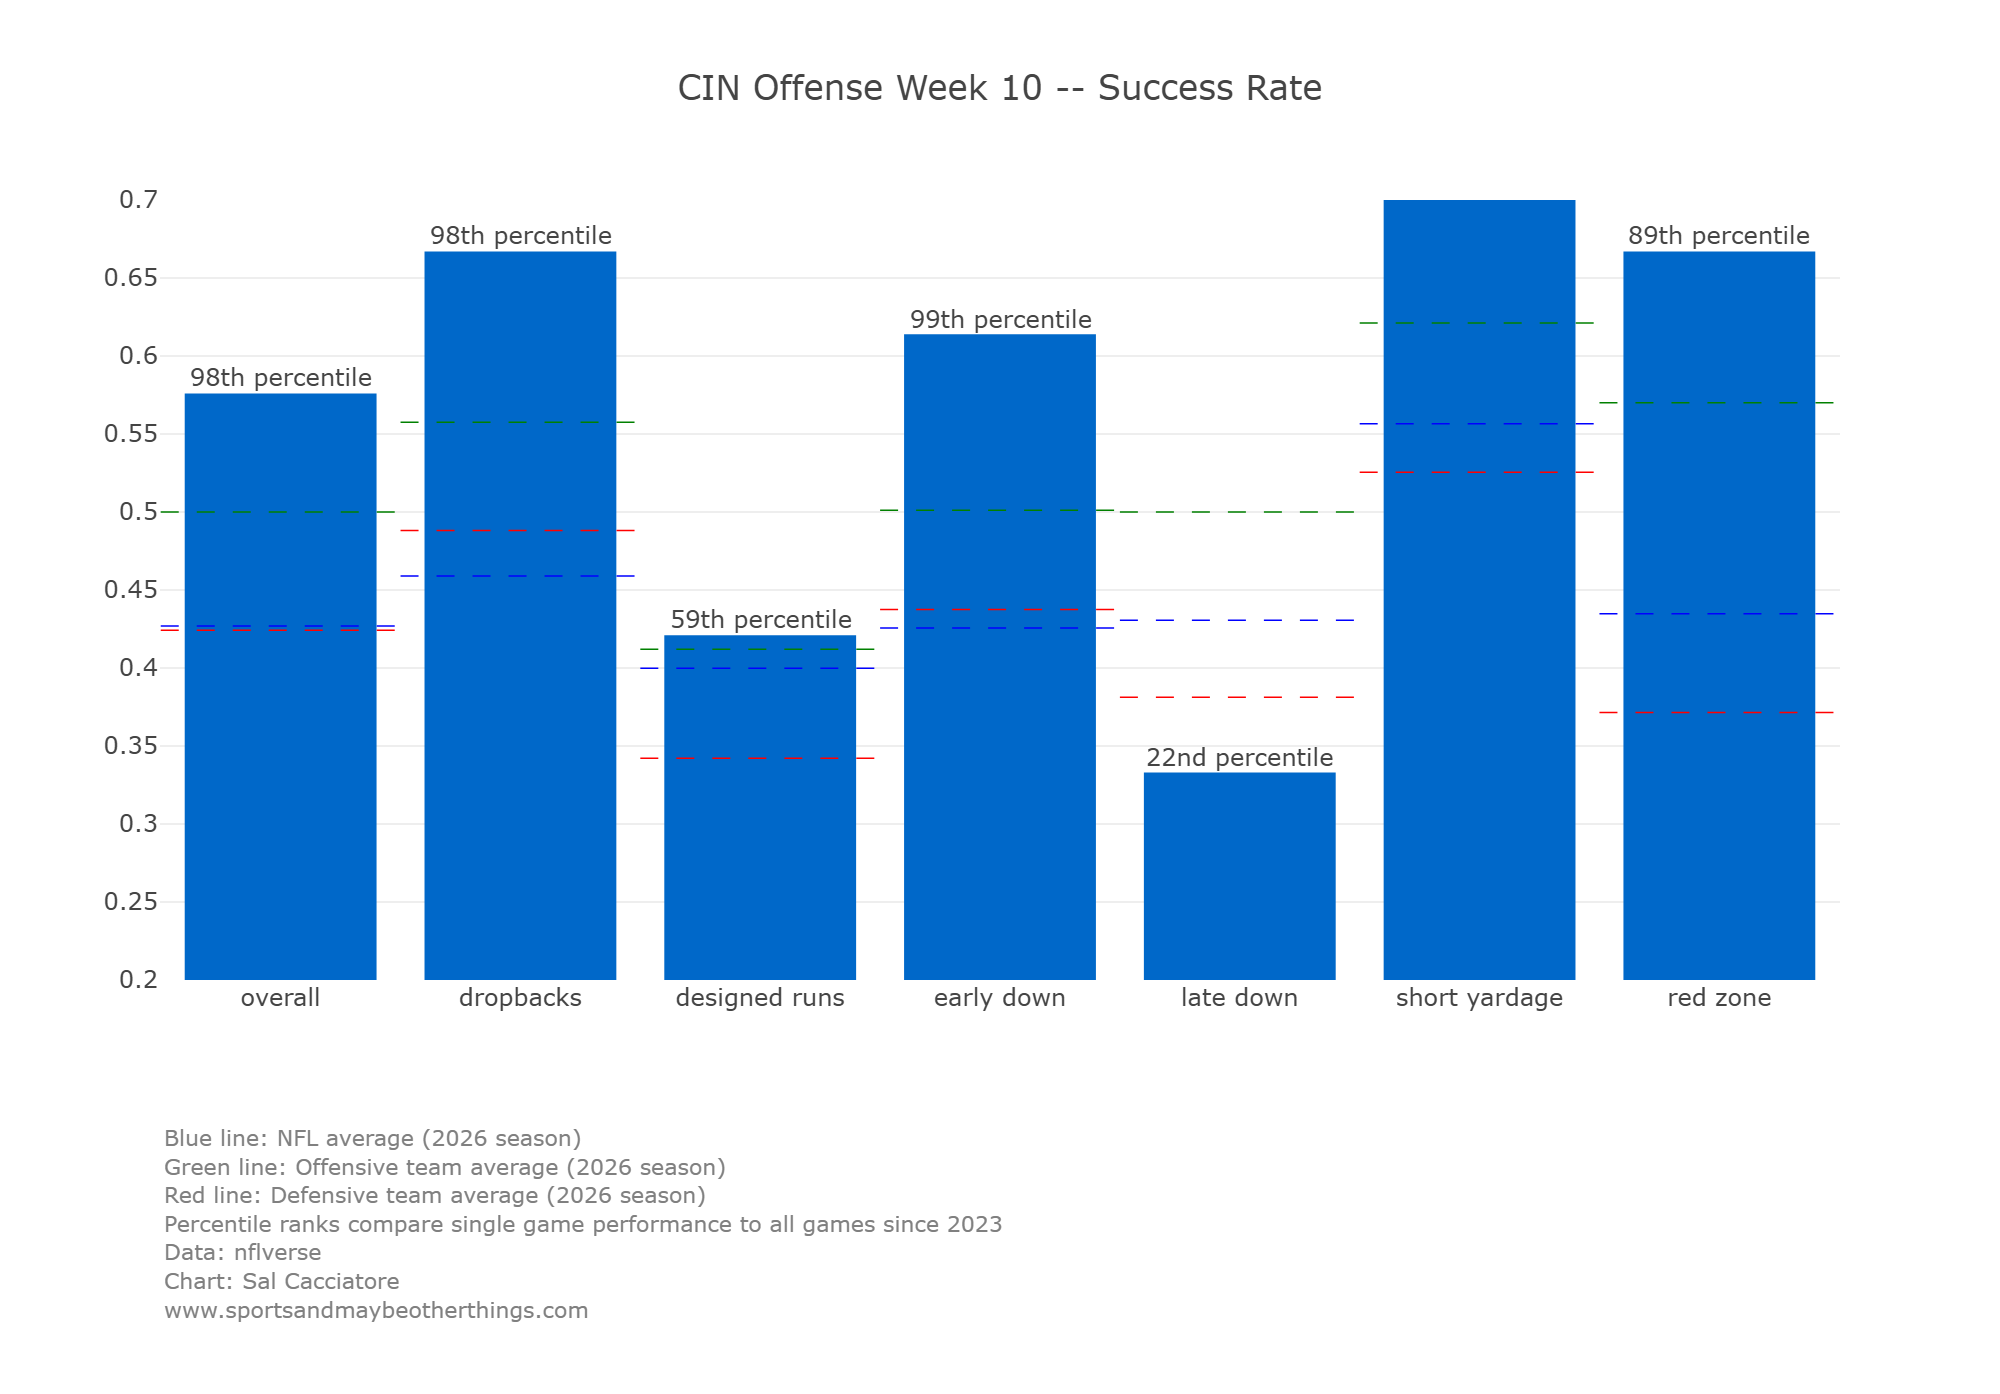 CIN Offense Week 10 -- Success Rate
0.7
98th percentile
89th percentile
0.65
99th percentile
0.6
98th percentile
0.55
0.5
0.45
59th percentile
0.4
0.35
22nd percentile
0.3
0.25
0.2
overall dropbacks designed runs early down late down short yardage red zone
Blue line: NFL average (2026 season)
Green line: Offensive team average (2026 season)
Red line: Defensive team average (2026 season)
Percentile ranks compare single game performance to all games since 2023
Data: nflverse
Chart: Sal Cacciatore
www.sportsandmaybeotherthings.com